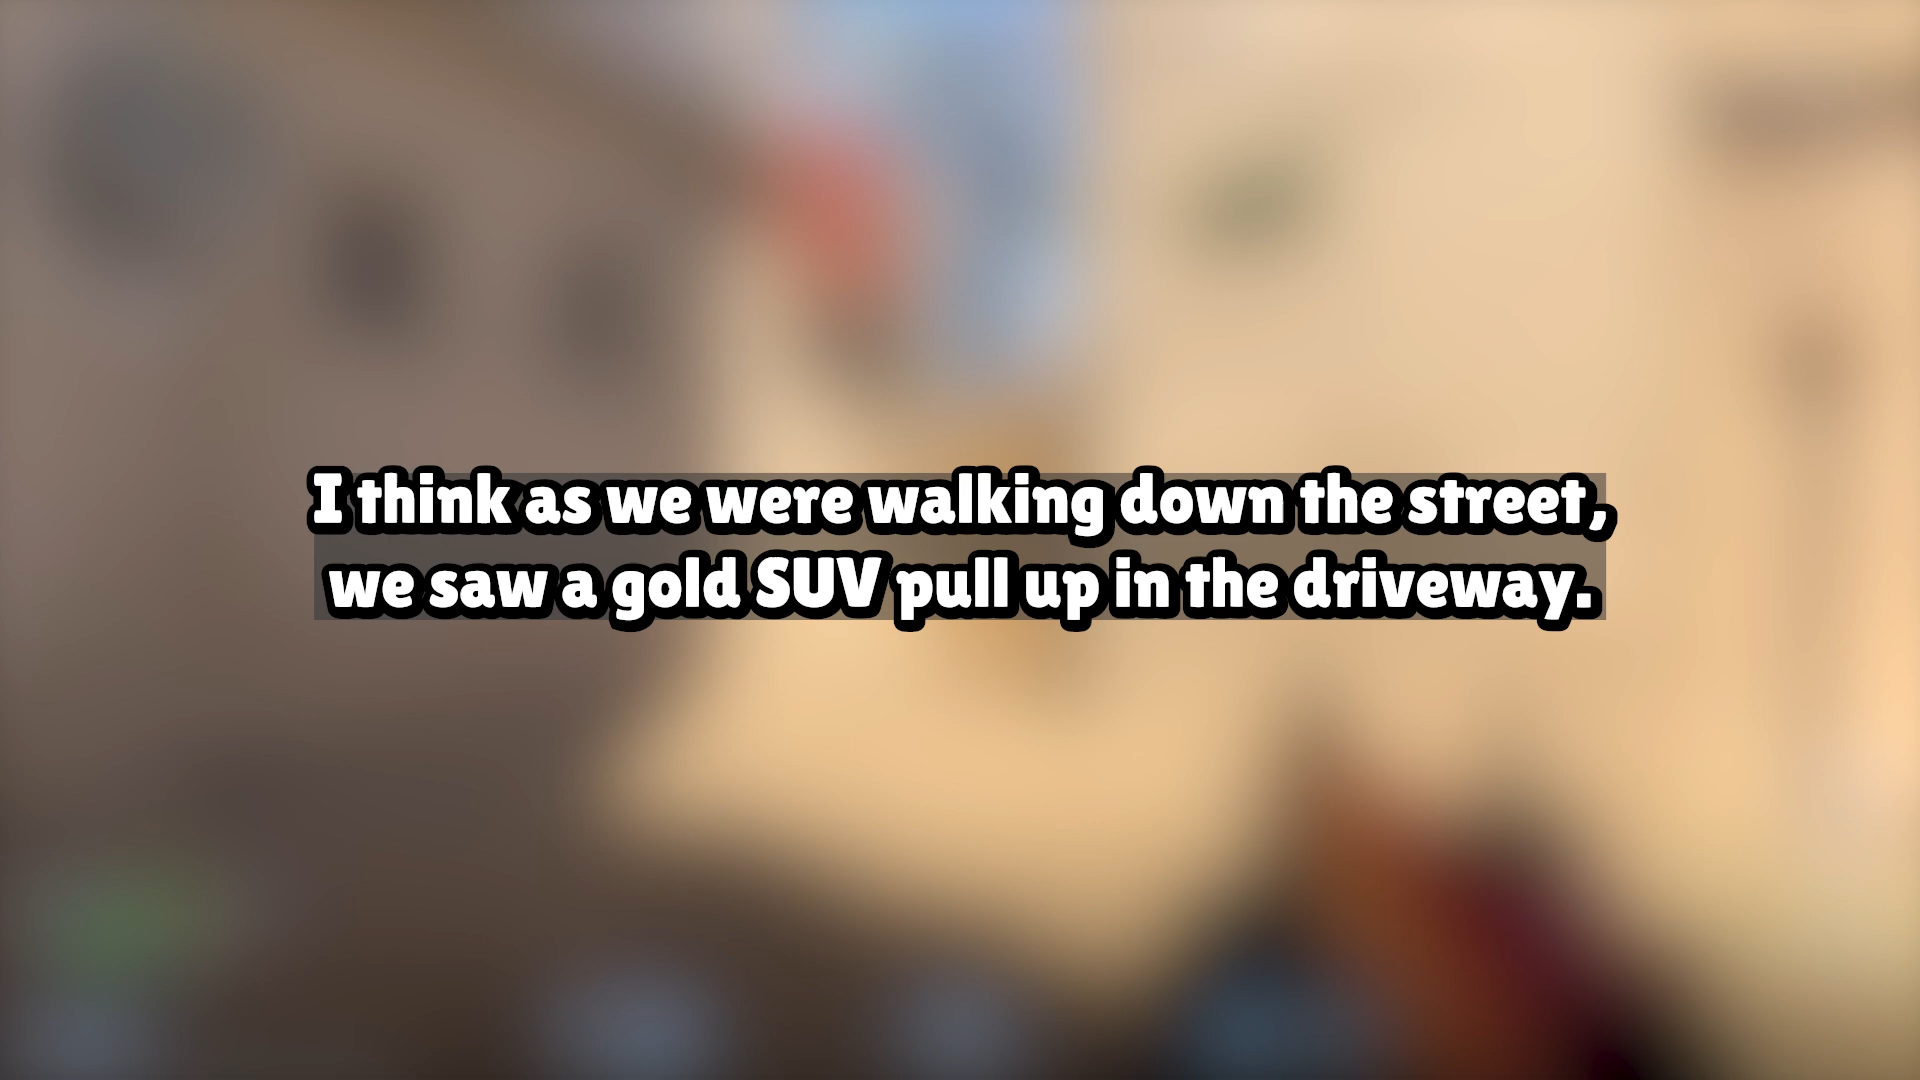 I think as we were walking down the street,
we saw a gold SUV pull up in the driveway.